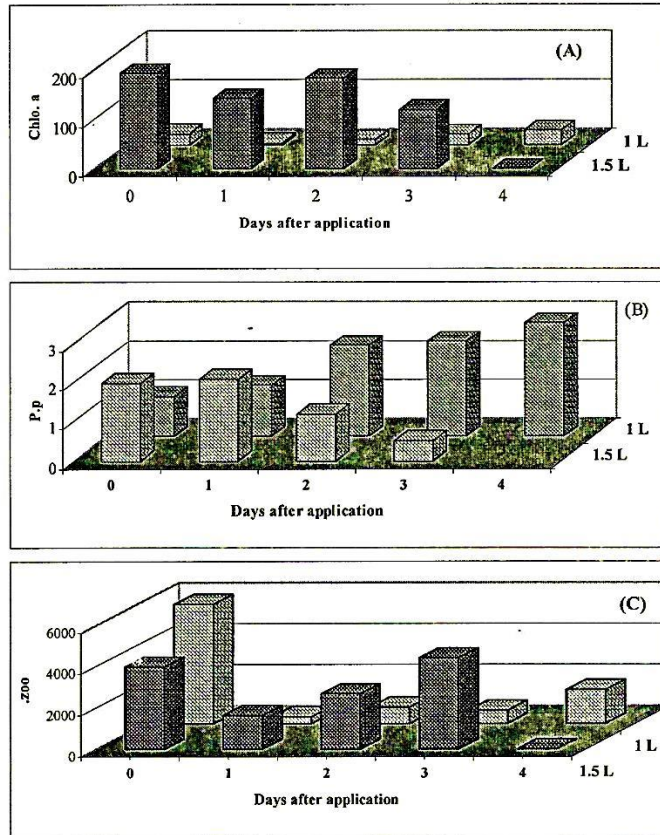 (A)
200
100
0
Chlo. a
0 1 2 3 4
1 L
1.5 L
Days after application
(B)
3
2
1
0
P.p
0 1 2 3 4
1 L
1.5 L
Days after application
(C)
6000
4000
2000
0
.zoo
0 1 2 3 4
1 L
1.5 L
Days after application